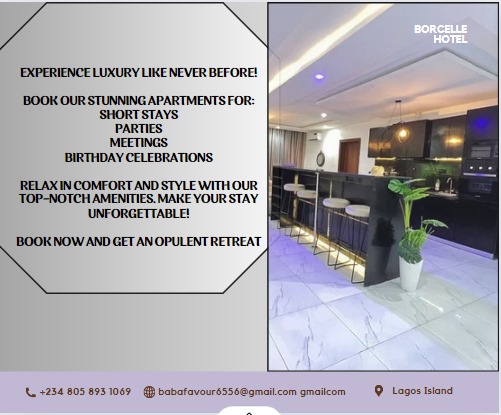 BORCELLE
HOTEL
EXPERIENCE LUXURY LIKE NEVER BEFORE!
BOOK OUR STUNNING APARTMENTS FOR:
SHORT STAYS
PARTIES
MEETINGS
BIRTHDAY CELEBRATIONS
RELAX IN COMFORT AND STYLE WITH OUR
TOP-NOTCH AMENITIES. MAKE YOUR STAY
UNFORGETTABLE!
BOOK NOW AND GET AN OPULENT RETREAT
+234 805 893 1069 babafavour6556@gmail.com gmailcom Lagos Island